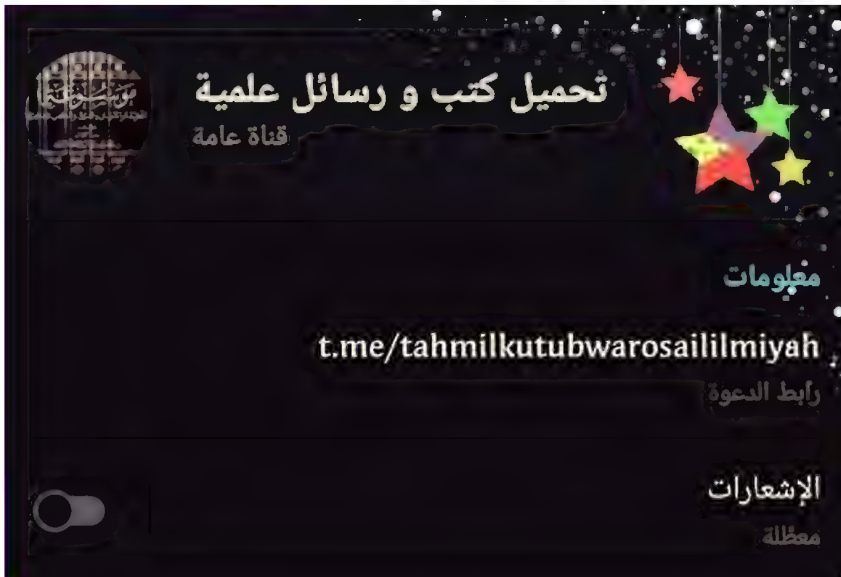 تحميل كتب و رسائل علمية
قناة عامة
معلومات
t.me/tahmilkutubwarosaililmiyah
رابط الدعوة
الإشعارات
معطلة